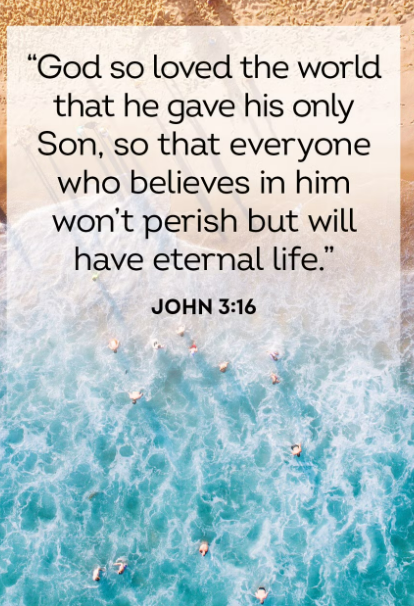 “God so loved the world
that he gave his only
Son, so that everyone
who believes in him
won’t perish but will
have eternal life.”
JOHN 3:16